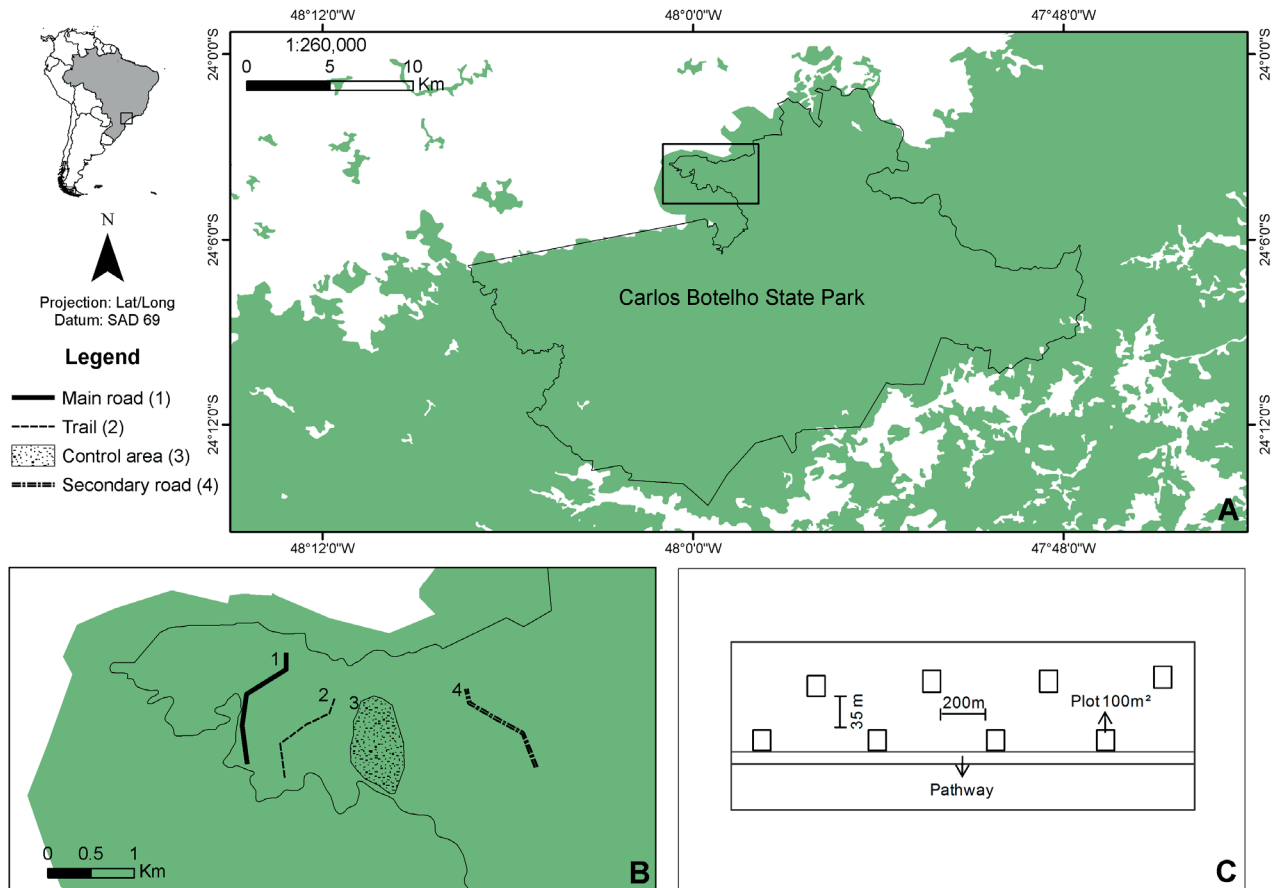 48°12'0"W
48°0'0"W
47°48'0"W
1:260,000
0 5 10 Km
24°0'0"S
24°0'0"S
24°6'0"S
24°6'0"S
24°12'0"S
24°12'0"S
N
Projection: Lat/Long
Datum: SAD 69
Legend
Main road (1)
Trail (2)
Control area (3)
Secondary road (4)
Carlos Botelho State Park
A
48°12'0"W
48°0'0"W
47°48'0"W
1
2
3
4
0 0.5 1
Km
B
35 m
200m
Plot 100m²
Pathway
C